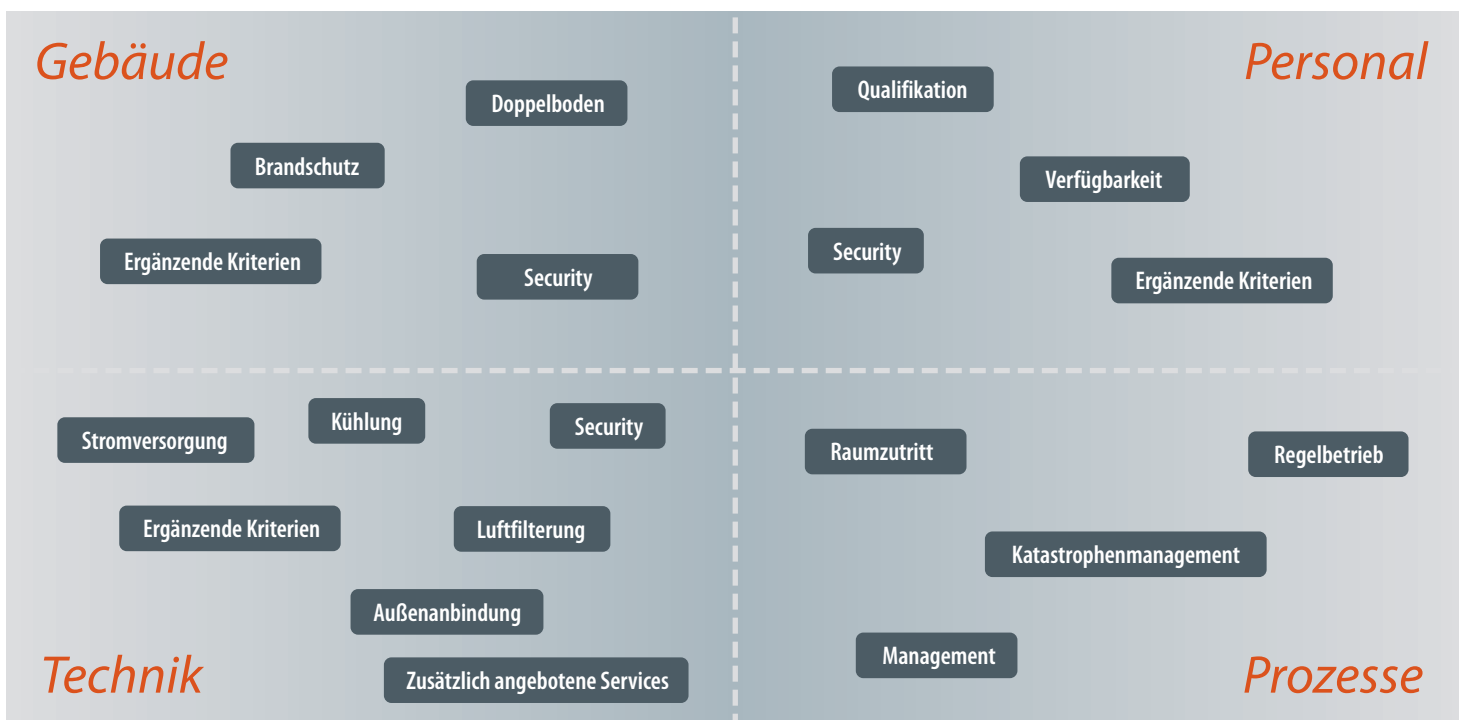 Gebäude
Doppelboden
Brandschutz
Ergänzende Kriterien
Security
Personal
Qualifikation
Verfügbarkeit
Security
Ergänzende Kriterien
Stromversorgung
Kühlung
Security
Ergänzende Kriterien
Luftfilterung
Außenanbindung
Zusätzlich angebotene Services
Technik
Raumzutritt
Regelbetrieb
Katastrophenmanagement
Management
Prozesse